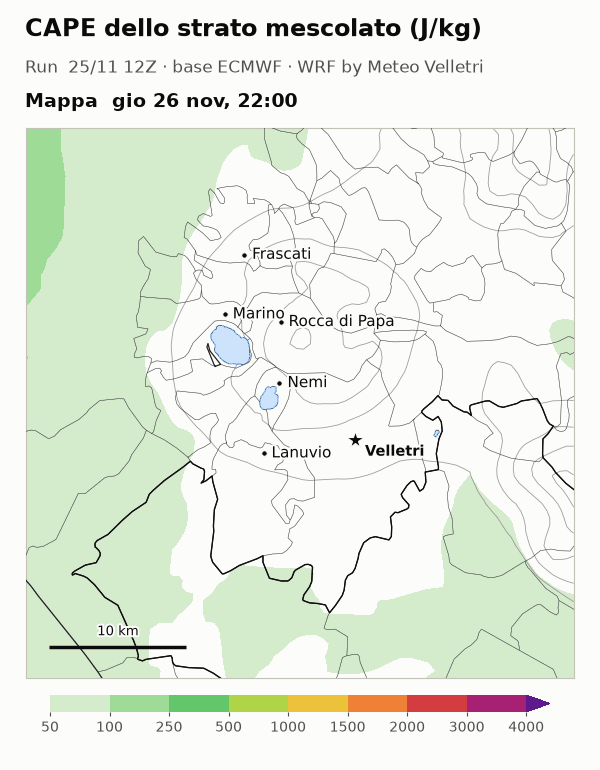 CAPE dello strato mescolato (J/kg)
Run  25/11 12Z · base ECMWF · WRF by Meteo Velletri
Mappa  gio 26 nov, 22:00
Frascati
Marino
Rocca di Papa
Nemi
Velletri
Lanuvio
10 km
50 100 250 500 1000 1500 2000 3000 4000